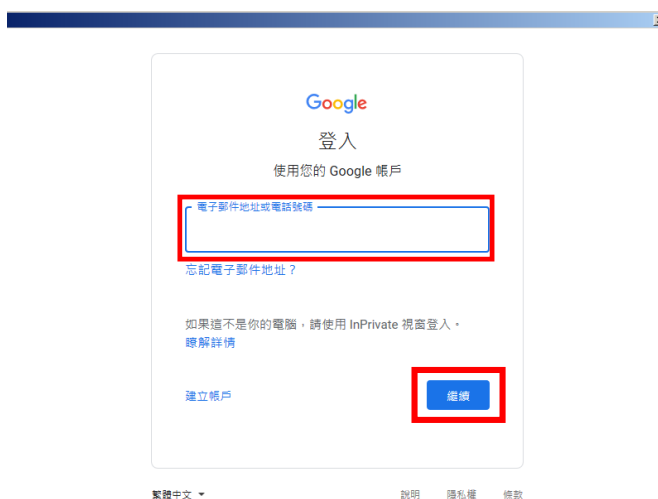 Google
登入
使用您的 Google 帳戶
電子郵件地址或電話號碼
忘記電子郵件地址？
如果這不是你的電腦，請使用 InPrivate 視窗登入。
瞭解詳情
建立帳戶
繼續
繁體中文
說明 隱私權 條款